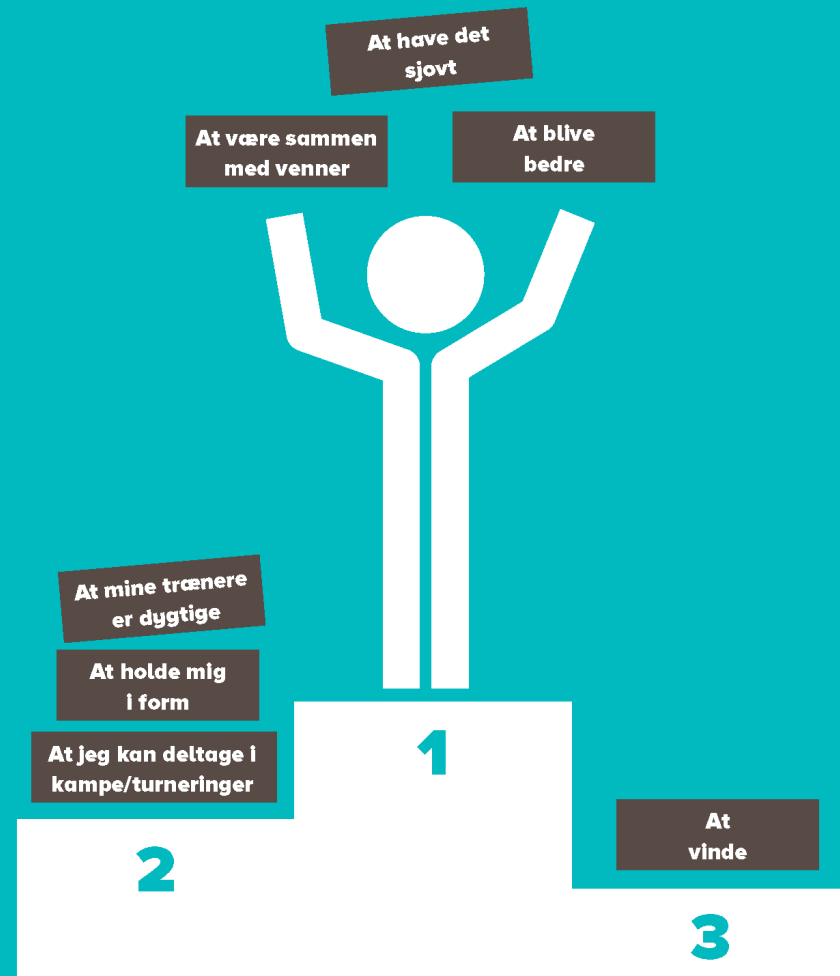 At have det
sjovt
At være sammen
med venner
At blive
bedre
At mine trænere
er dygtige
At holde mig
i form
At jeg kan deltage i
kampe/turneringer
1
2
At
vinde
3